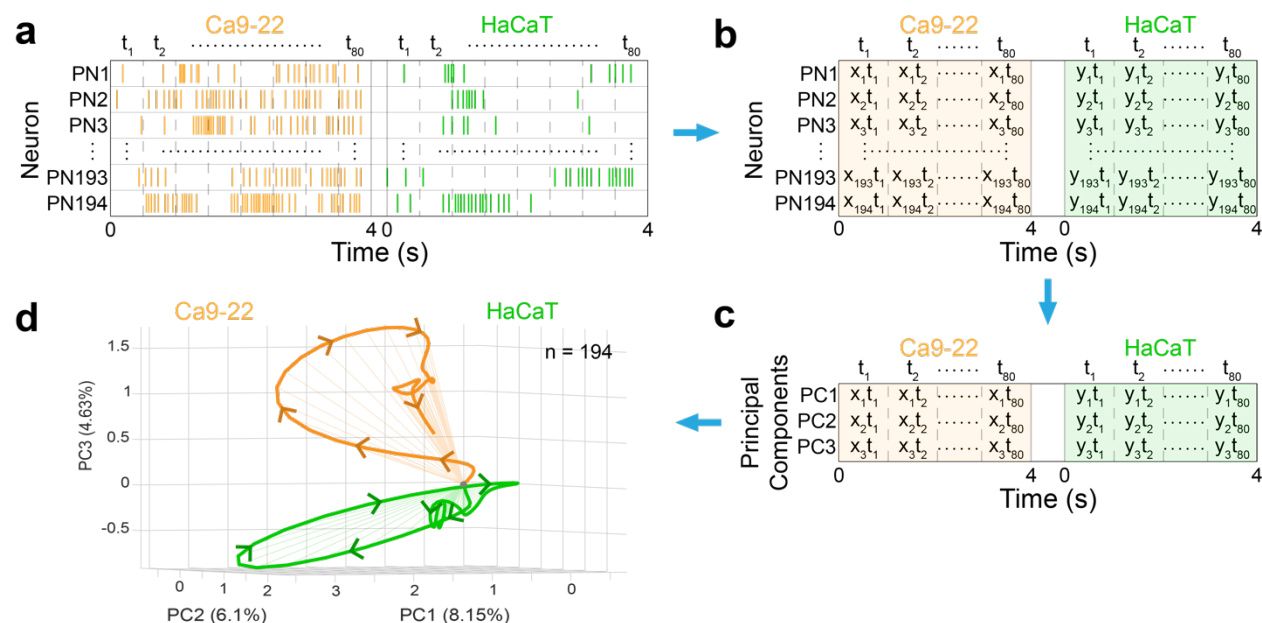 a
Ca9-22 HaCaT
t1 t2 .................... t80 t1 t2 .................... t80
PN1
PN2
PN3
PN193
PN194
Neuron
0 4 0 4
Time (s)
b
Ca9-22 HaCaT
t1 t2 ...... t80 t1 t2 ...... t80
PN1 x1t1 x1t2 ...... x1t80 y1t1 y1t2 ...... y1t80
PN2 x2t1 x2t2 ...... x2t80 y2t1 y2t2 ...... y2t80
PN3 x3t1 x3t2 ...... x3t80 y3t1 y3t2 ...... y3t80
PN193 x193t1 x193t2 ...... x193t80 y193t1 y193t2 ...... y193t80
PN194 x194t1 x194t2 ...... x194t80 y194t1 y194t2 ...... y194t80
Neuron
0 4 0 4
Time (s)
c
Ca9-22 HaCaT
t1 t2 ...... t80 t1 t2 ...... t80
PC1 x1t1 x1t2 ...... x1t80 y1t1 y1t2 ...... y1t80
PC2 x2t1 x2t2 ...... x2t80 y2t1 y2t2 ...... y2t80
PC3 x3t1 x3t2 ...... x3t80 y3t1 y3t2 ...... y3t80
Principal
Components
0 4 0 4
Time (s)
d
Ca9-22 HaCaT
n = 194
1.5
1
0.5
0
-0.5
PC3 (4.63%)
0 1 2 3 2 1 0
PC2 (6.1%) PC1 (8.15%)